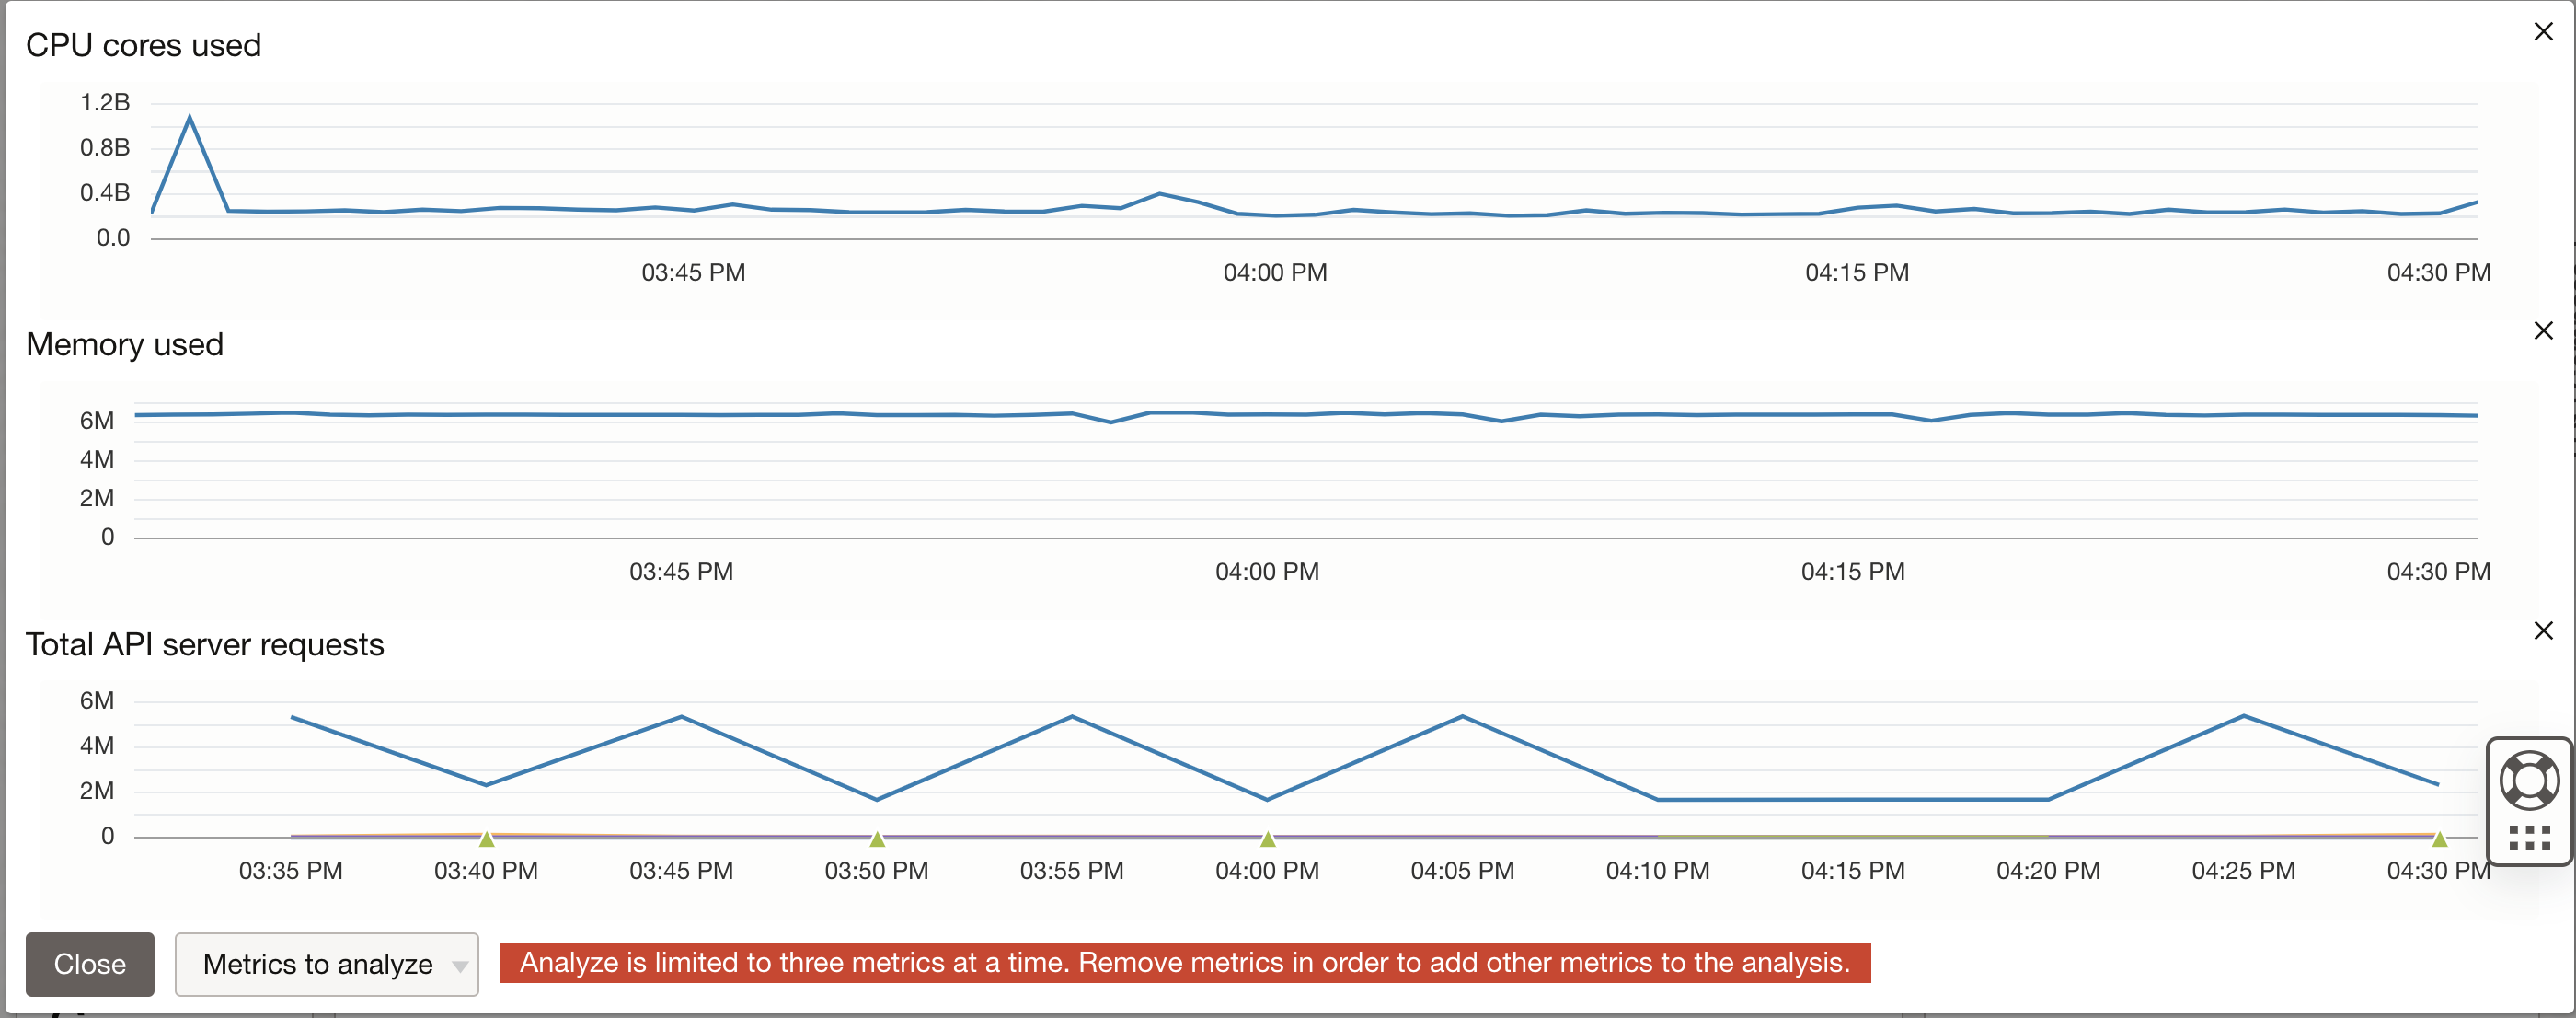 CPU cores used
1.2B
0.8B
0.4B
0.0
03:45 PM 04:00 PM 04:15 PM 04:30 PM
Memory used
6M
4M
2M
0
03:45 PM 04:00 PM 04:15 PM 04:30 PM
Total API server requests
6M
4M
2M
0
03:35 PM 03:40 PM 03:45 PM 03:50 PM 03:55 PM 04:00 PM 04:05 PM 04:10 PM 04:15 PM 04:20 PM 04:25 PM 04:30 PM
Close Metrics to analyze Analyze is limited to three metrics at a time. Remove metrics in order to add other metrics to the analysis.